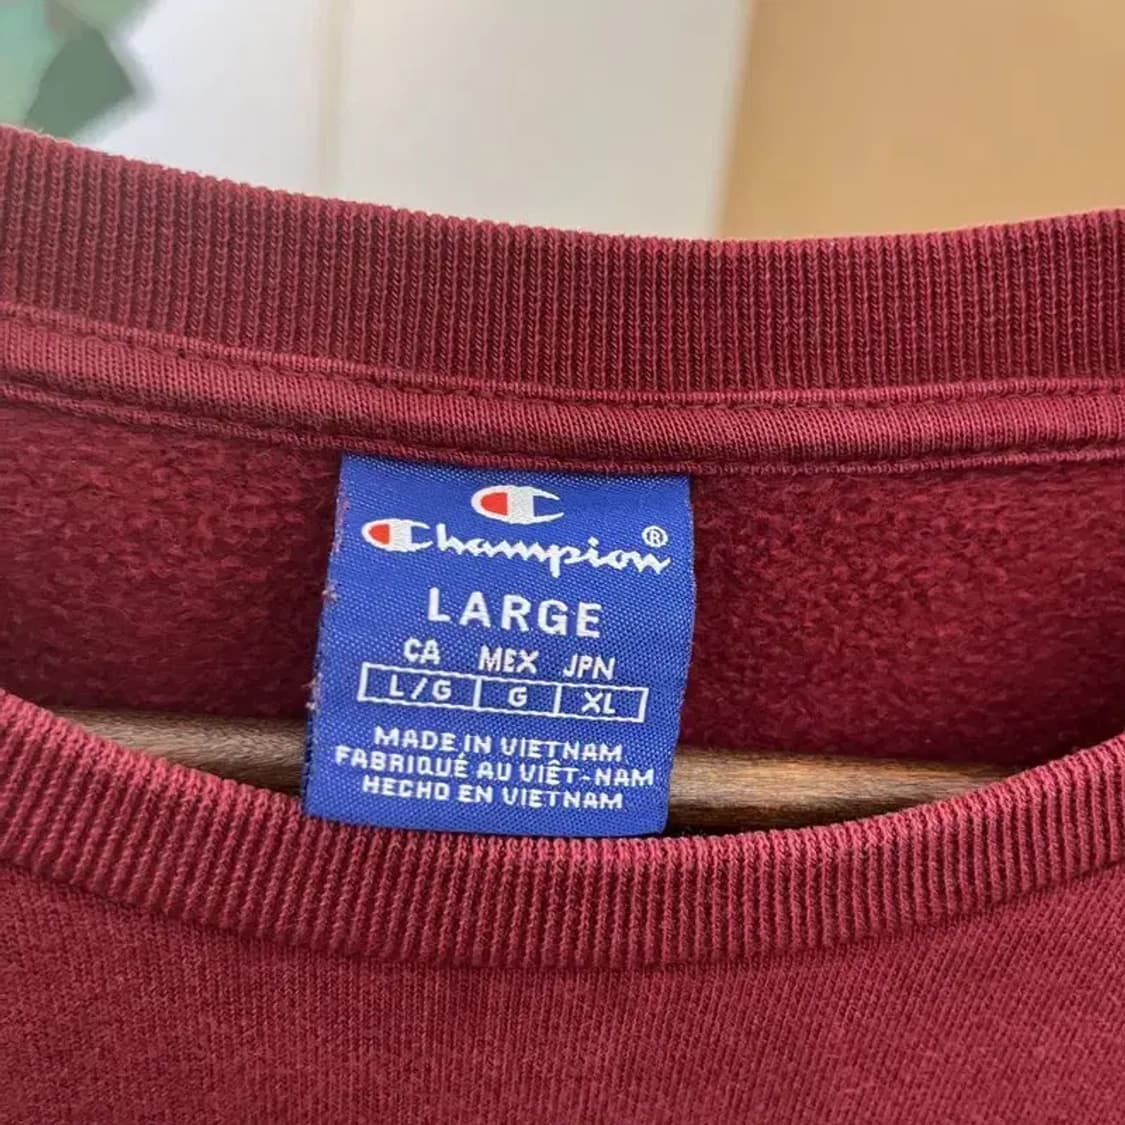 Champion®
LARGE
CA MEX JPN
L/G G XL
MADE IN VIETNAM
FABRIQUÉ AU VIÊT-NAM
HECHO EN VIETNAM